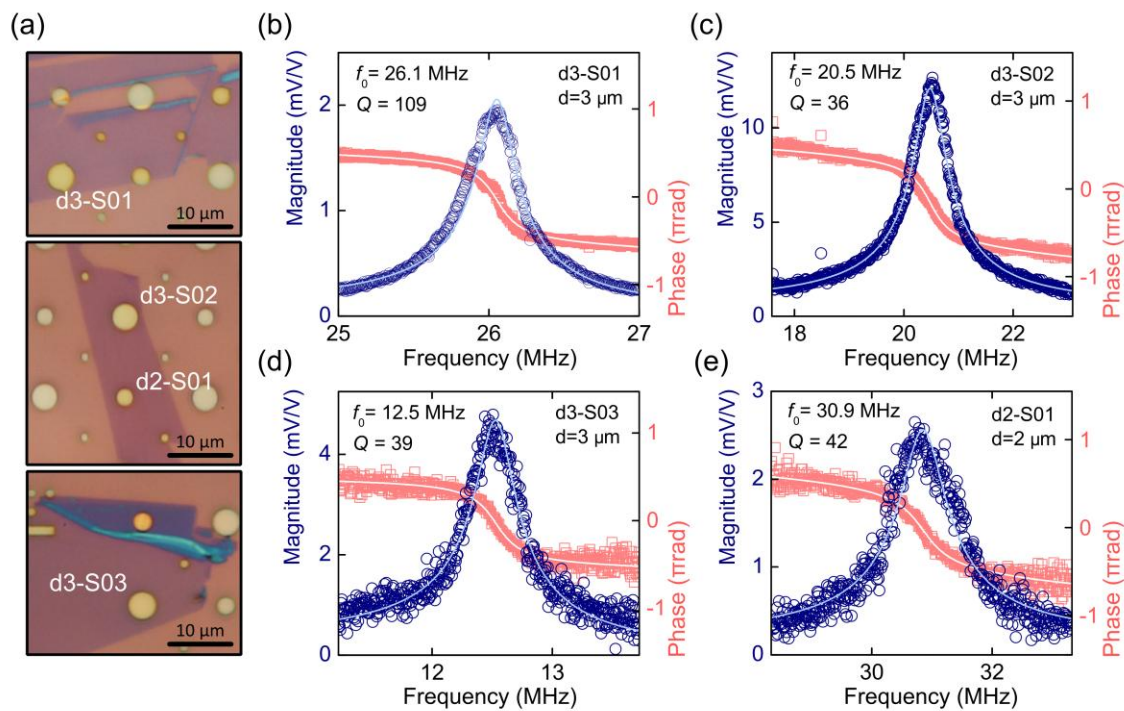 (a)
d3-S01
10 μm
d3-S02
d2-S01
10 μm
d3-S03
10 μm
(b)
f₀= 26.1 MHz
Q = 109
d3-S01
d=3 μm
Magnitude (mV/V)
2
1
0
1
0
-1
Phase (πrrad)
25
26
27
Frequency (MHz)
(c)
f₀= 20.5 MHz
Q = 36
d3-S02
d=3 μm
Magnitude (mV/V)
10
5
0
1
0
-1
Phase (πrrad)
18
20
22
Frequency (MHz)
(d)
f₀= 12.5 MHz
Q = 39
d3-S03
d=3 μm
Magnitude (mV/V)
4
2
0
1
0
-1
Phase (πrrad)
12
13
Frequency (MHz)
(e)
f₀= 30.9 MHz
Q = 42
d2-S01
d=2 μm
Magnitude (mV/V)
3
2
1
0
1
0
-1
Phase (πrrad)
30
32
Frequency (MHz)